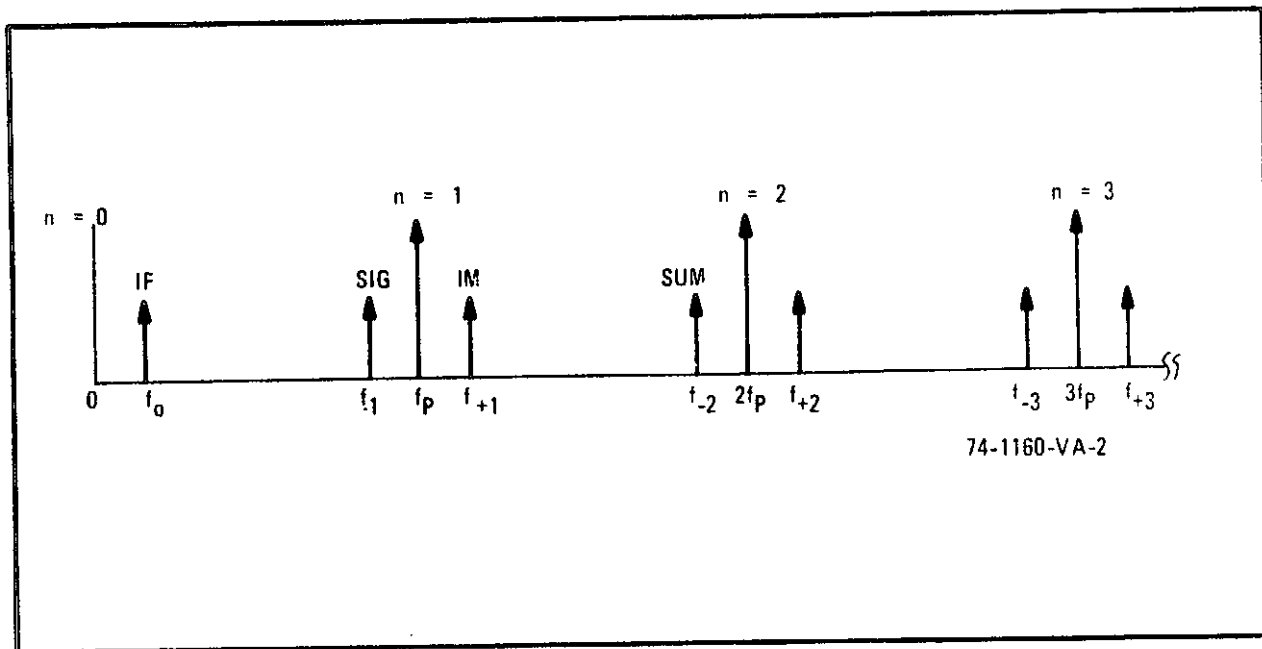 n = 0
n = 1
n = 2
n = 3
IF
SIG
IM
SUM
0
f₀
f₋₁
fₚ
f₊₁
f₋₂
2fₚ
f₊₂
f₋₃
3fₚ
f₊₃
74-1160-VA-2